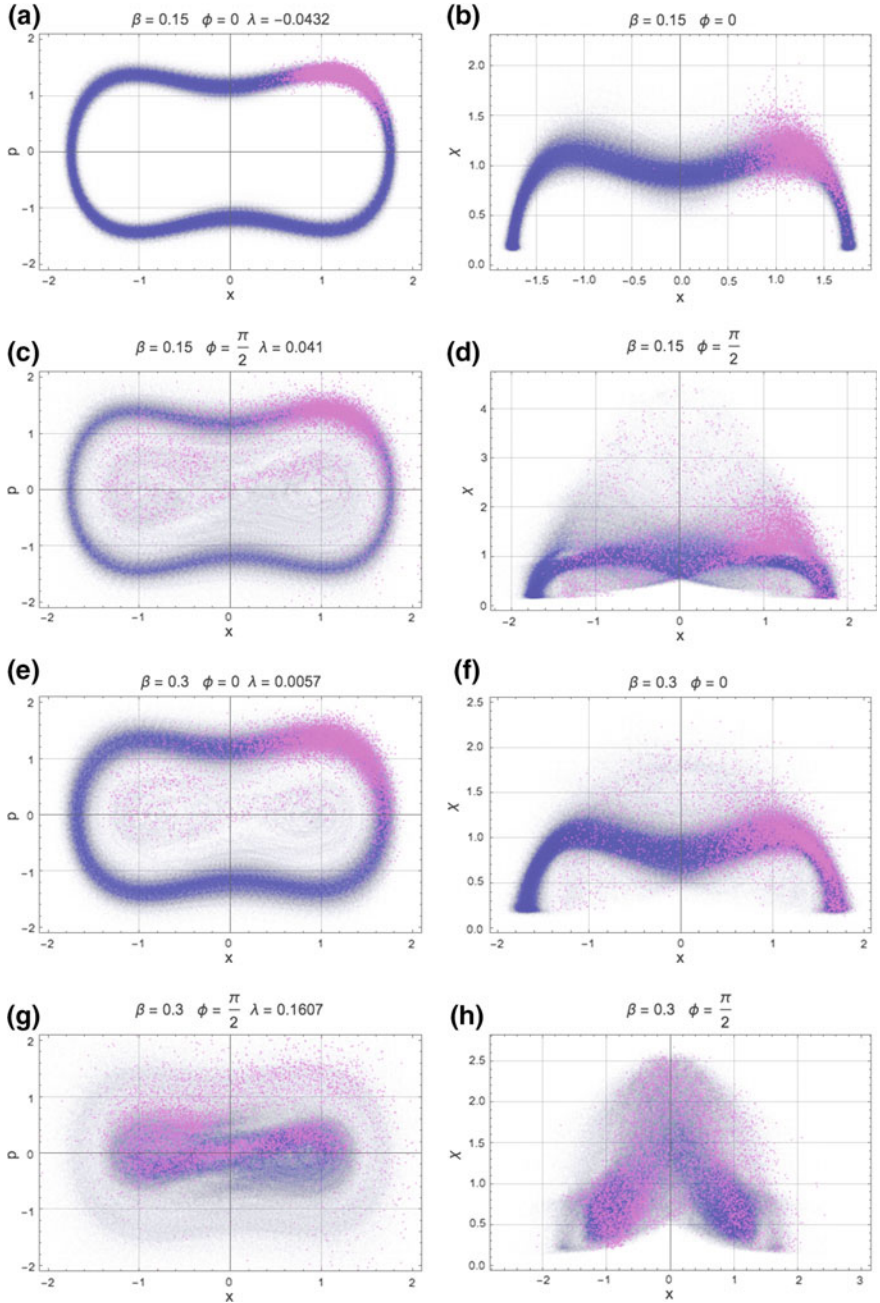 (a)
β = 0.15 ϕ = 0 λ = −0.0432
2
1
p 0
-1
-2
-2 -1 0 1 2
x
(b)
β = 0.15 ϕ = 0
2.0
1.5
χ 1.0
0.5
0.0
-1.5 -1.0 -0.5 0.0 0.5 1.0 1.5
x
(c)
β = 0.15 ϕ = π/2 λ = 0.041
2
1
p 0
-1
-2
-2 -1 0 1 2
x
(d)
β = 0.15 ϕ = π/2
4
3
χ 2
1
0
-2 -1 0 1 2
x
(e)
β = 0.3 ϕ = 0 λ = 0.0057
2
1
p 0
-1
-2
-2 -1 0 1 2
x
(f)
β = 0.3 ϕ = 0
2.5
2.0
1.5
χ
1.0
0.5
0.0
-2 -1 0 1 2
x
(g)
β = 0.3 ϕ = π/2 λ = 0.1607
2
1
p 0
-1
-2
-2 -1 0 1 2
x
(h)
β = 0.3 ϕ = π/2
2.5
2.0
1.5
χ
1.0
0.5
0.0
-2 -1 0 1 2 3
x